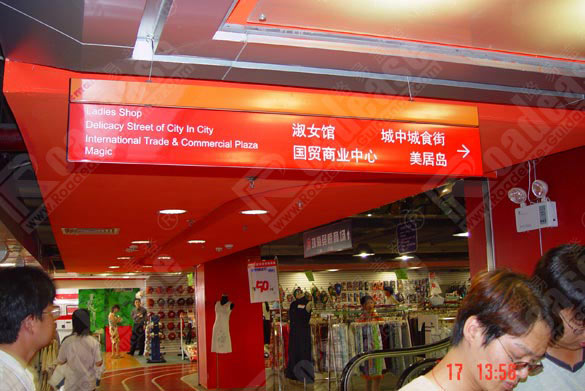 Ladies Shop
Delicacy Street of City In City
International Trade & Commercial Plaza
Magic
淑女馆 城中城食街
国贸商业中心 美居岛
17 13:58